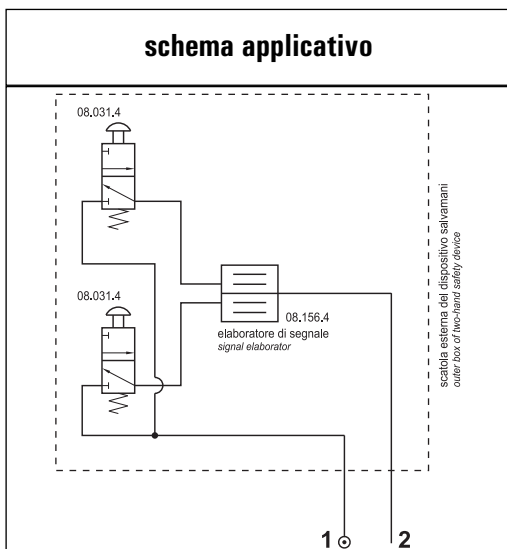 schema applicativo
08.031.4
08.031.4
08.156.4
elaboratore di segnale
signal elaborator
scatola esterna del dispositivo salvamani
outer box of two-hand safety device
1
2